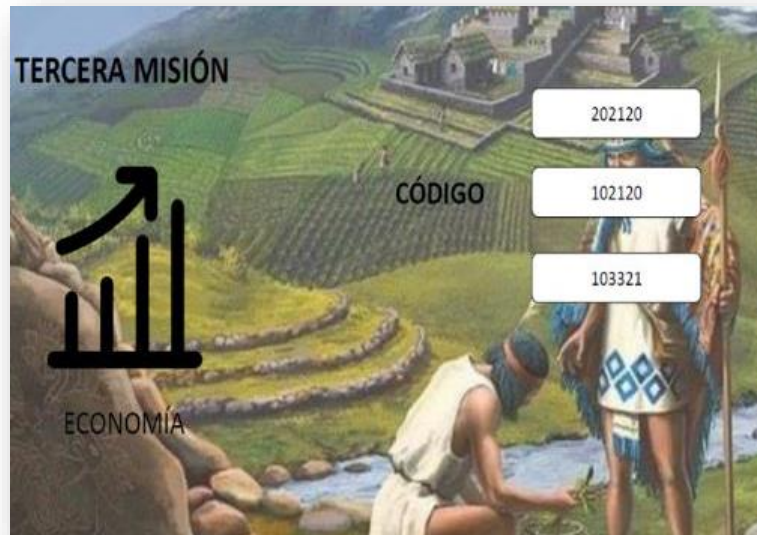 TERCERA MISIÓN
202120
CÓDIGO
102120
103321
ECONOMÍA